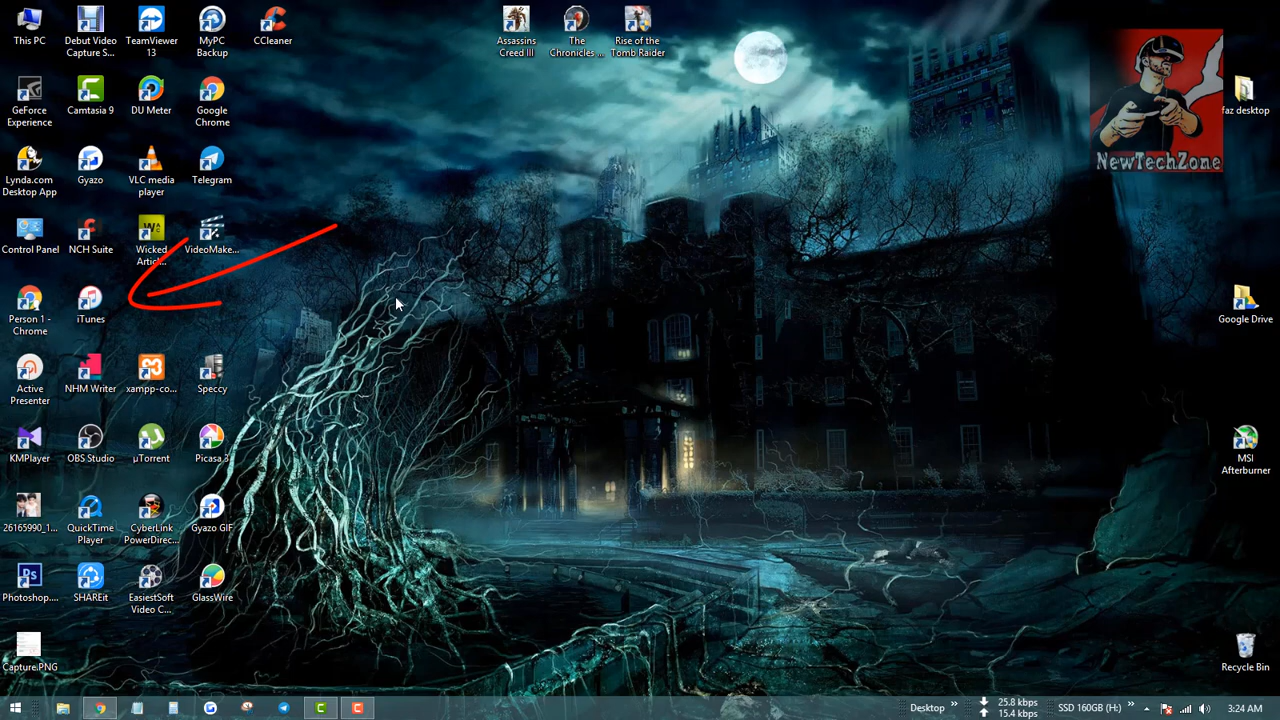 This PC
Debut Video
Capture S...
TeamViewer
13
MyPC
Backup
CCleaner
Assassins
Creed III
The
Chronicles ...
Rise of the
Tomb Raider
GeForce
Experience
Camtasia 9
DU Meter
Google
Chrome
faz desktop
NewTechZone
Lynda.com
Desktop App
Gyazo
VLC media
player
Telegram
Control Panel
NCH Suite
Wicked
VideoMake...
Person 1 -
Chrome
iTunes
Google Drive
Active
Presenter
NHM Writer
xampp-co...
Speccy
KMPlayer
OBS Studio
µTorrent
Picasa 3
MSI
Afterburner
26165990_1...
QuickTime
Player
CyberLink
PowerDirec...
Gyazo GIF
Ps
Photoshop....
SHAREit
EasiestSoft
Video C...
GlassWire
Capture.PNG
Recycle Bin
Desktop
25.8 kbps
15.4 kbps
SSD 160GB (H:)
3:24 AM